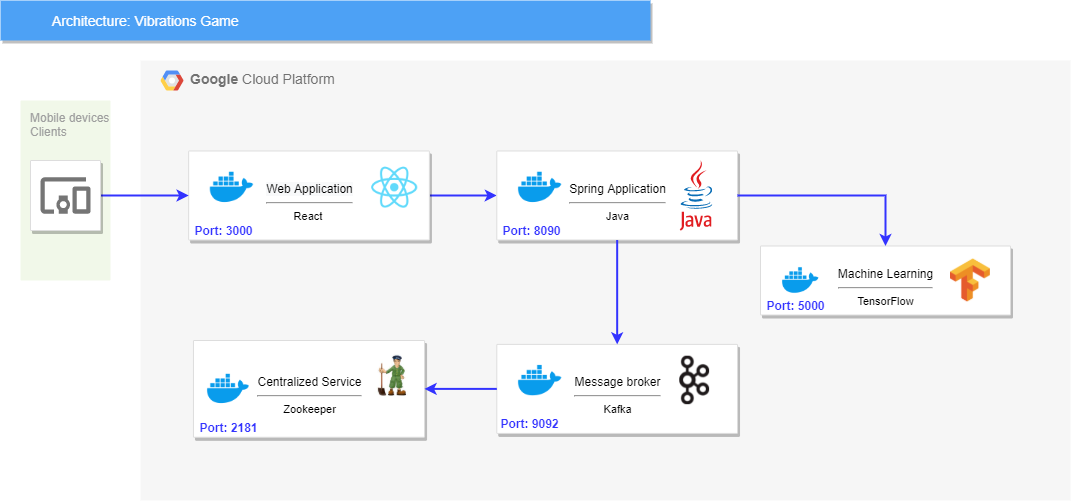 Architecture: Vibrations Game
Google Cloud Platform
Mobile devices
Clients
Web Application
React
Port: 3000
Spring Application
Java
Java
Port: 8090
Machine Learning
TensorFlow
Port: 5000
Centralized Service
Zookeeper
Port: 2181
Message broker
Kafka
Port: 9092